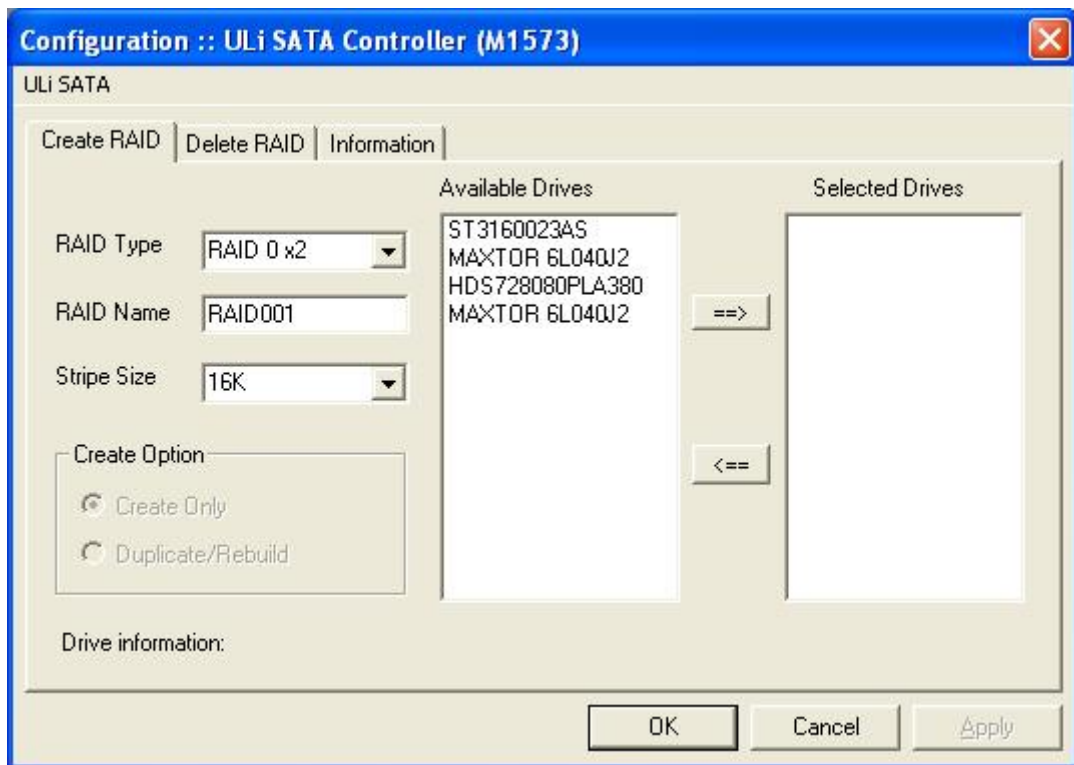 Configuration :: ULi SATA Controller (M1573)
ULi SATA
Create RAID
Delete RAID
Information
Available Drives
Selected Drives
RAID Type
RAID 0 x2
RAID Name
RAID001
Stripe Size
16K
ST3160023AS
MAXTOR 6L040J2
HDS728080PLA380
MAXTOR 6L040J2
==>
<==
Create Option
Create Only
Duplicate/Rebuild
Drive information:
OK
Cancel
Apply